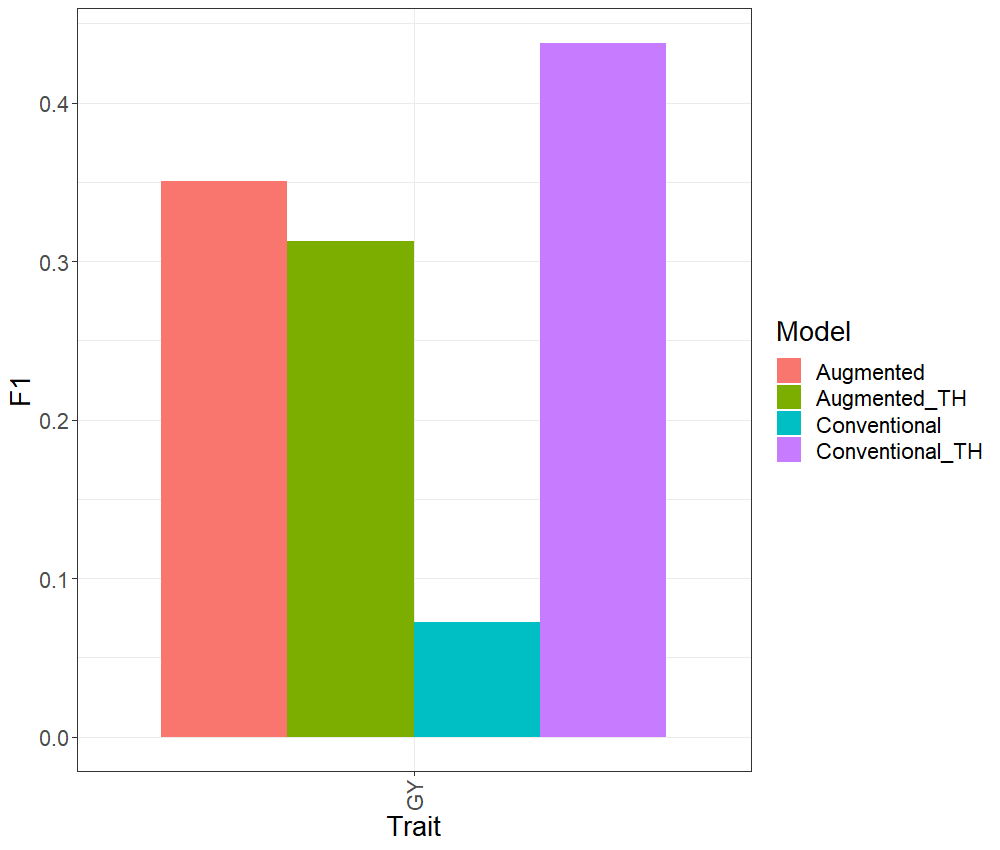 F1
0.4
0.3
0.2
0.1
0.0
GY
Trait
Model
Augmented
Augmented_TH
Conventional
Conventional_TH